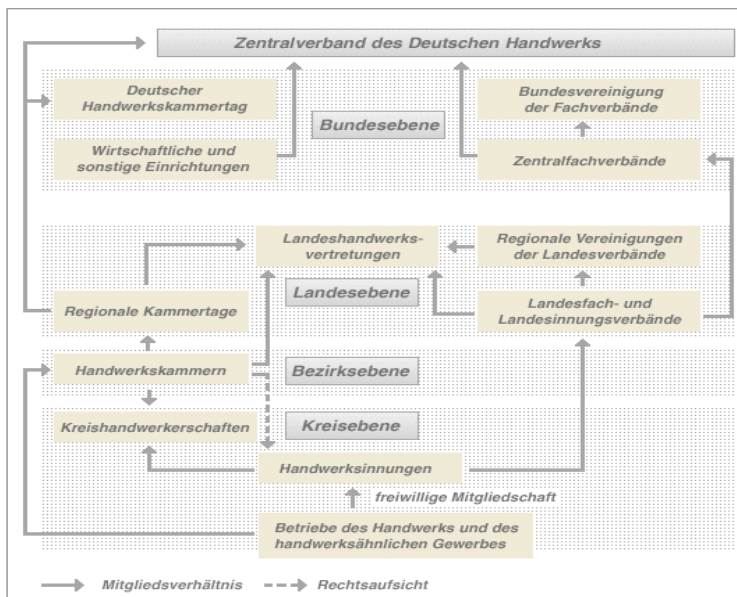 Zentralverband des Deutschen Handwerks
Deutscher
Handwerkskammertag
Bundesvereinigung
der Fachverbände
Bundesebene
Wirtschaftliche und
sonstige Einrichtungen
Zentralfachverbände
Landeshandwerks-
vertretungen
Regionale Vereinigungen
der Landesverbände
Landesebene
Regionale Kammertage
Landesfach- und
Landesinnungsverbände
Handwerkskammern
Bezirksebene
Kreishandwerkerschaften
Kreisebene
Handwerksinnungen
freiwillige Mitgliedschaft
Betriebe des Handwerks und des
handwerksähnlichen Gewerbes
Mitgliedsverhältnis
Rechtsaufsicht